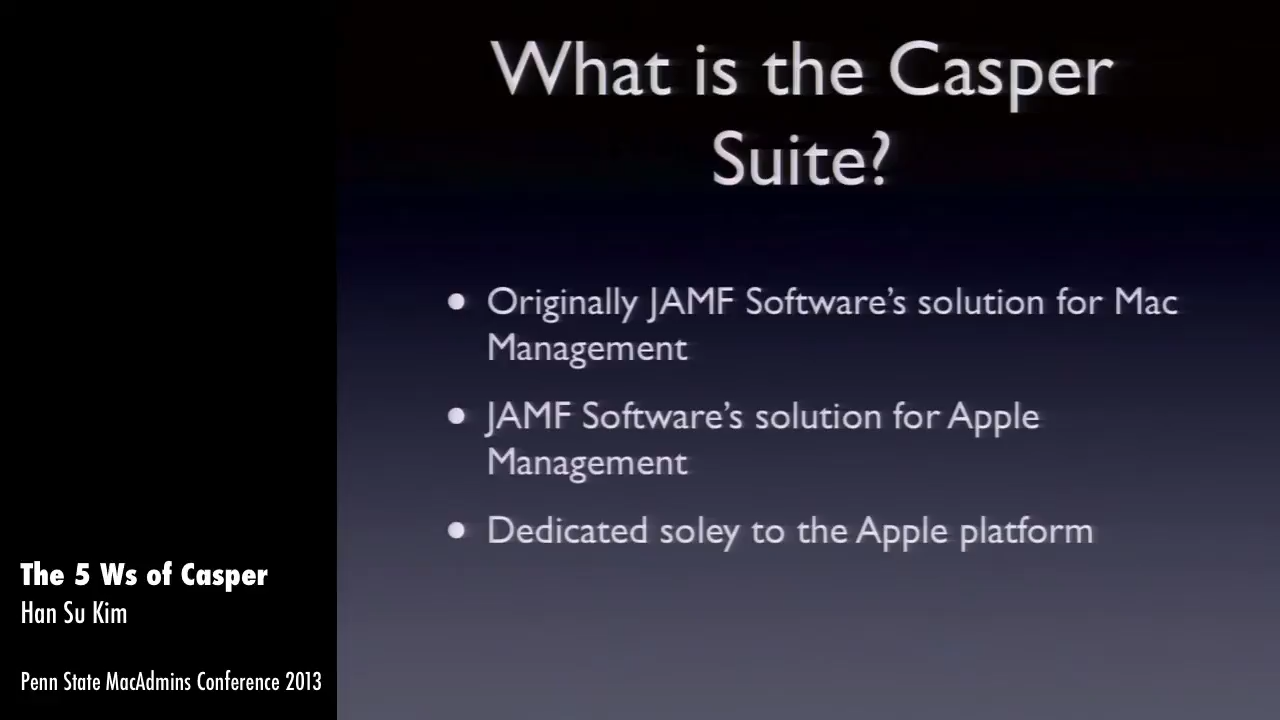 What is the Casper
Suite?
• Originally JAMF Software's solution for Mac
Management
• JAMF Software's solution for Apple
Management
• Dedicated soley to the Apple platform
The 5 Ws of Casper
Han Su Kim
Penn State MacAdmins Conference 2013